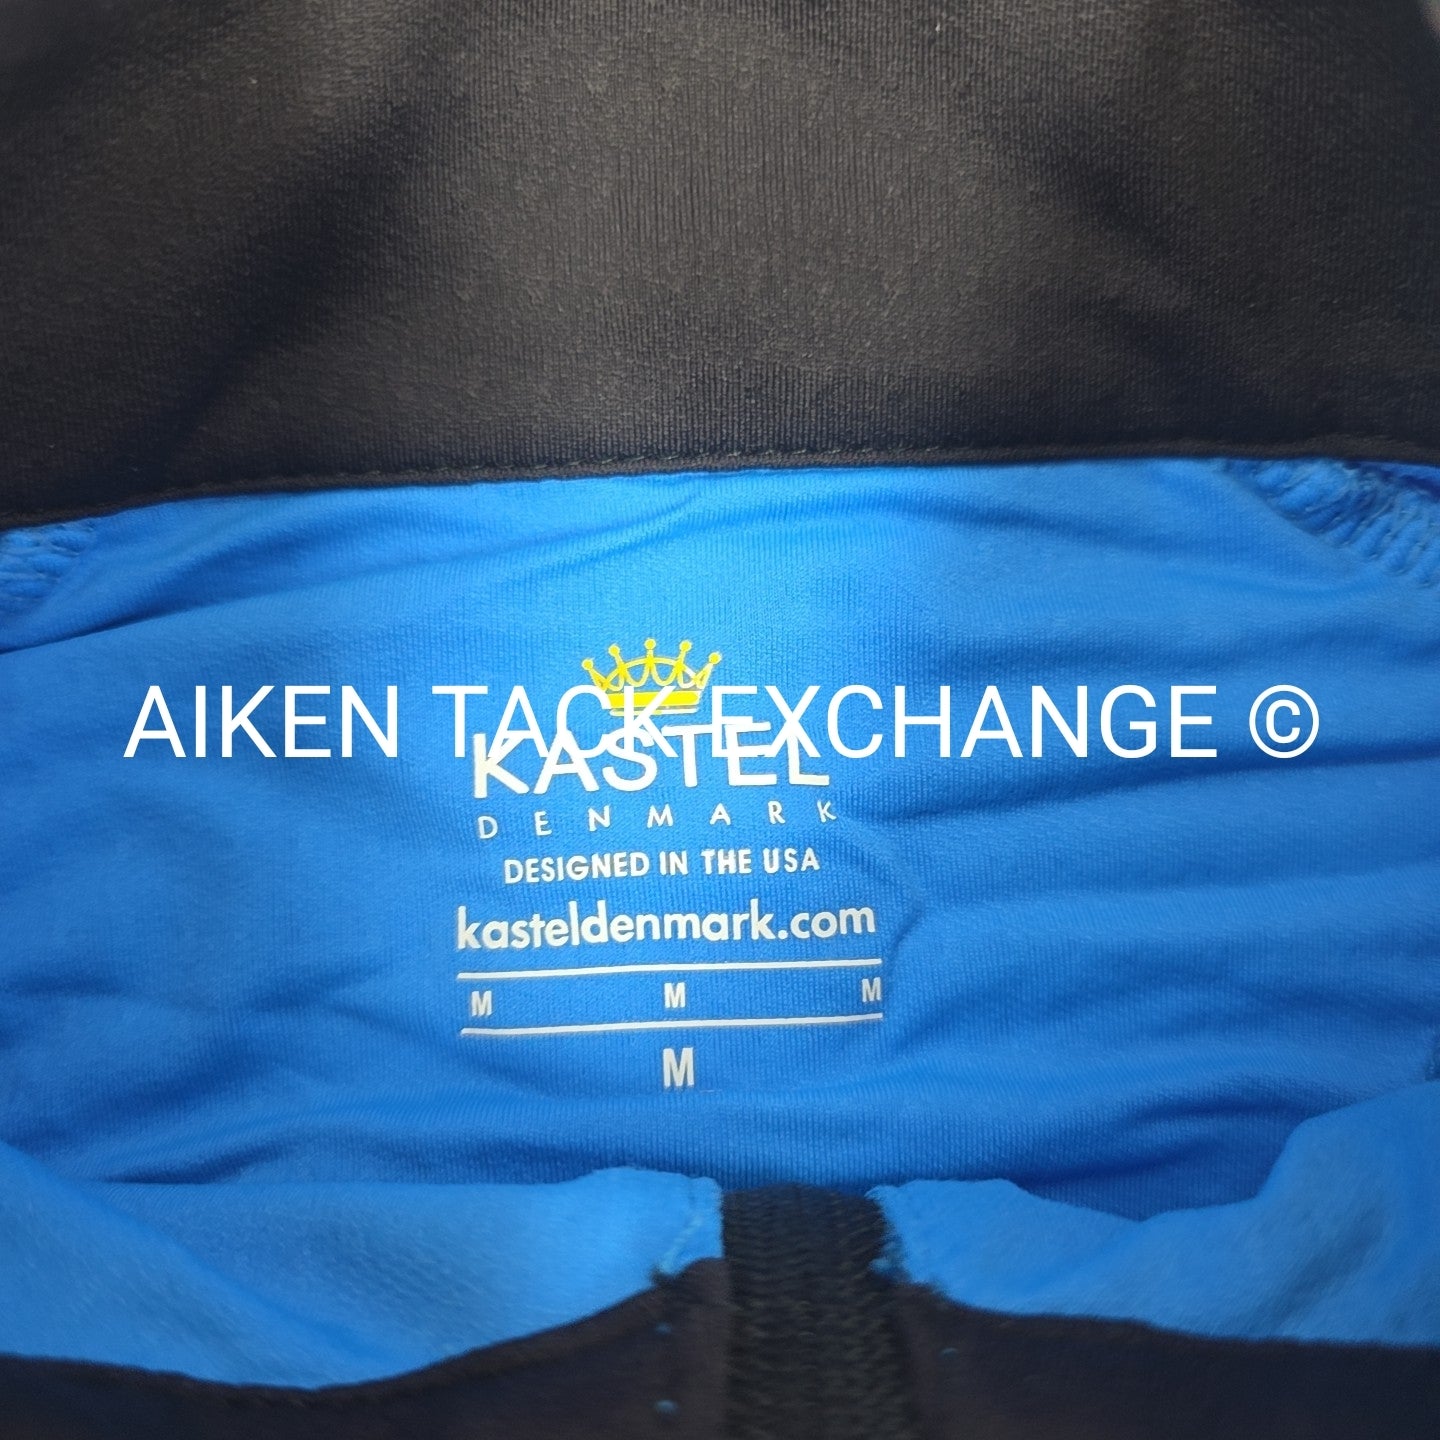 AIKEN TACK EXCHANGE ©
KASTEL
DENMARK
DESIGNED IN THE USA
kasteldenmark.com
M M M
M